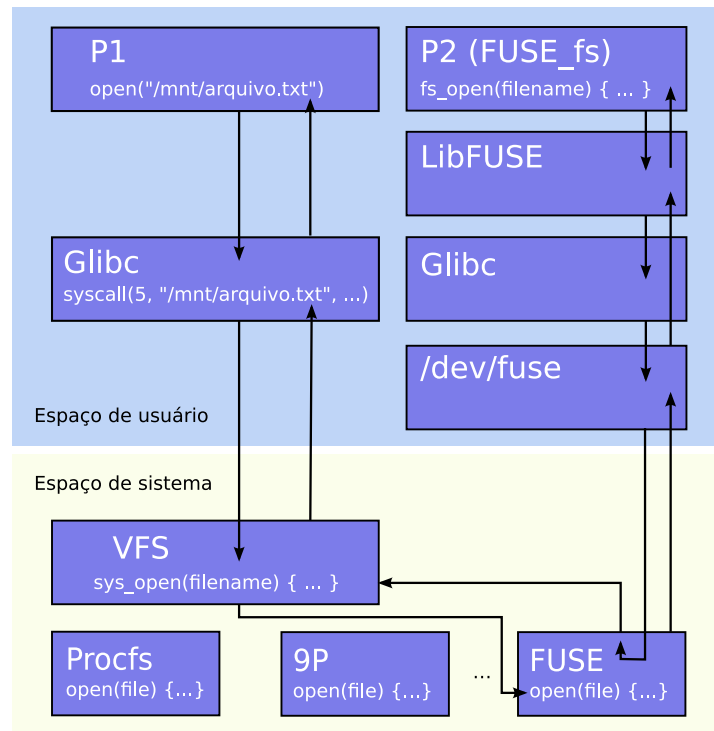 P1
open("/mnt/arquivo.txt")
P2 (FUSE_fs)
fs_open(filename) { ... }
LibFUSE
Glibc
syscall(5, "/mnt/arquivo.txt", ...)
Glibc
/dev/fuse
Espaço de usuário
Espaço de sistema
VFS
sys_open(filename) { ... }
Procfs
open(file) {...}
9P
open(file) {...}
...
FUSE
open(file) {...}